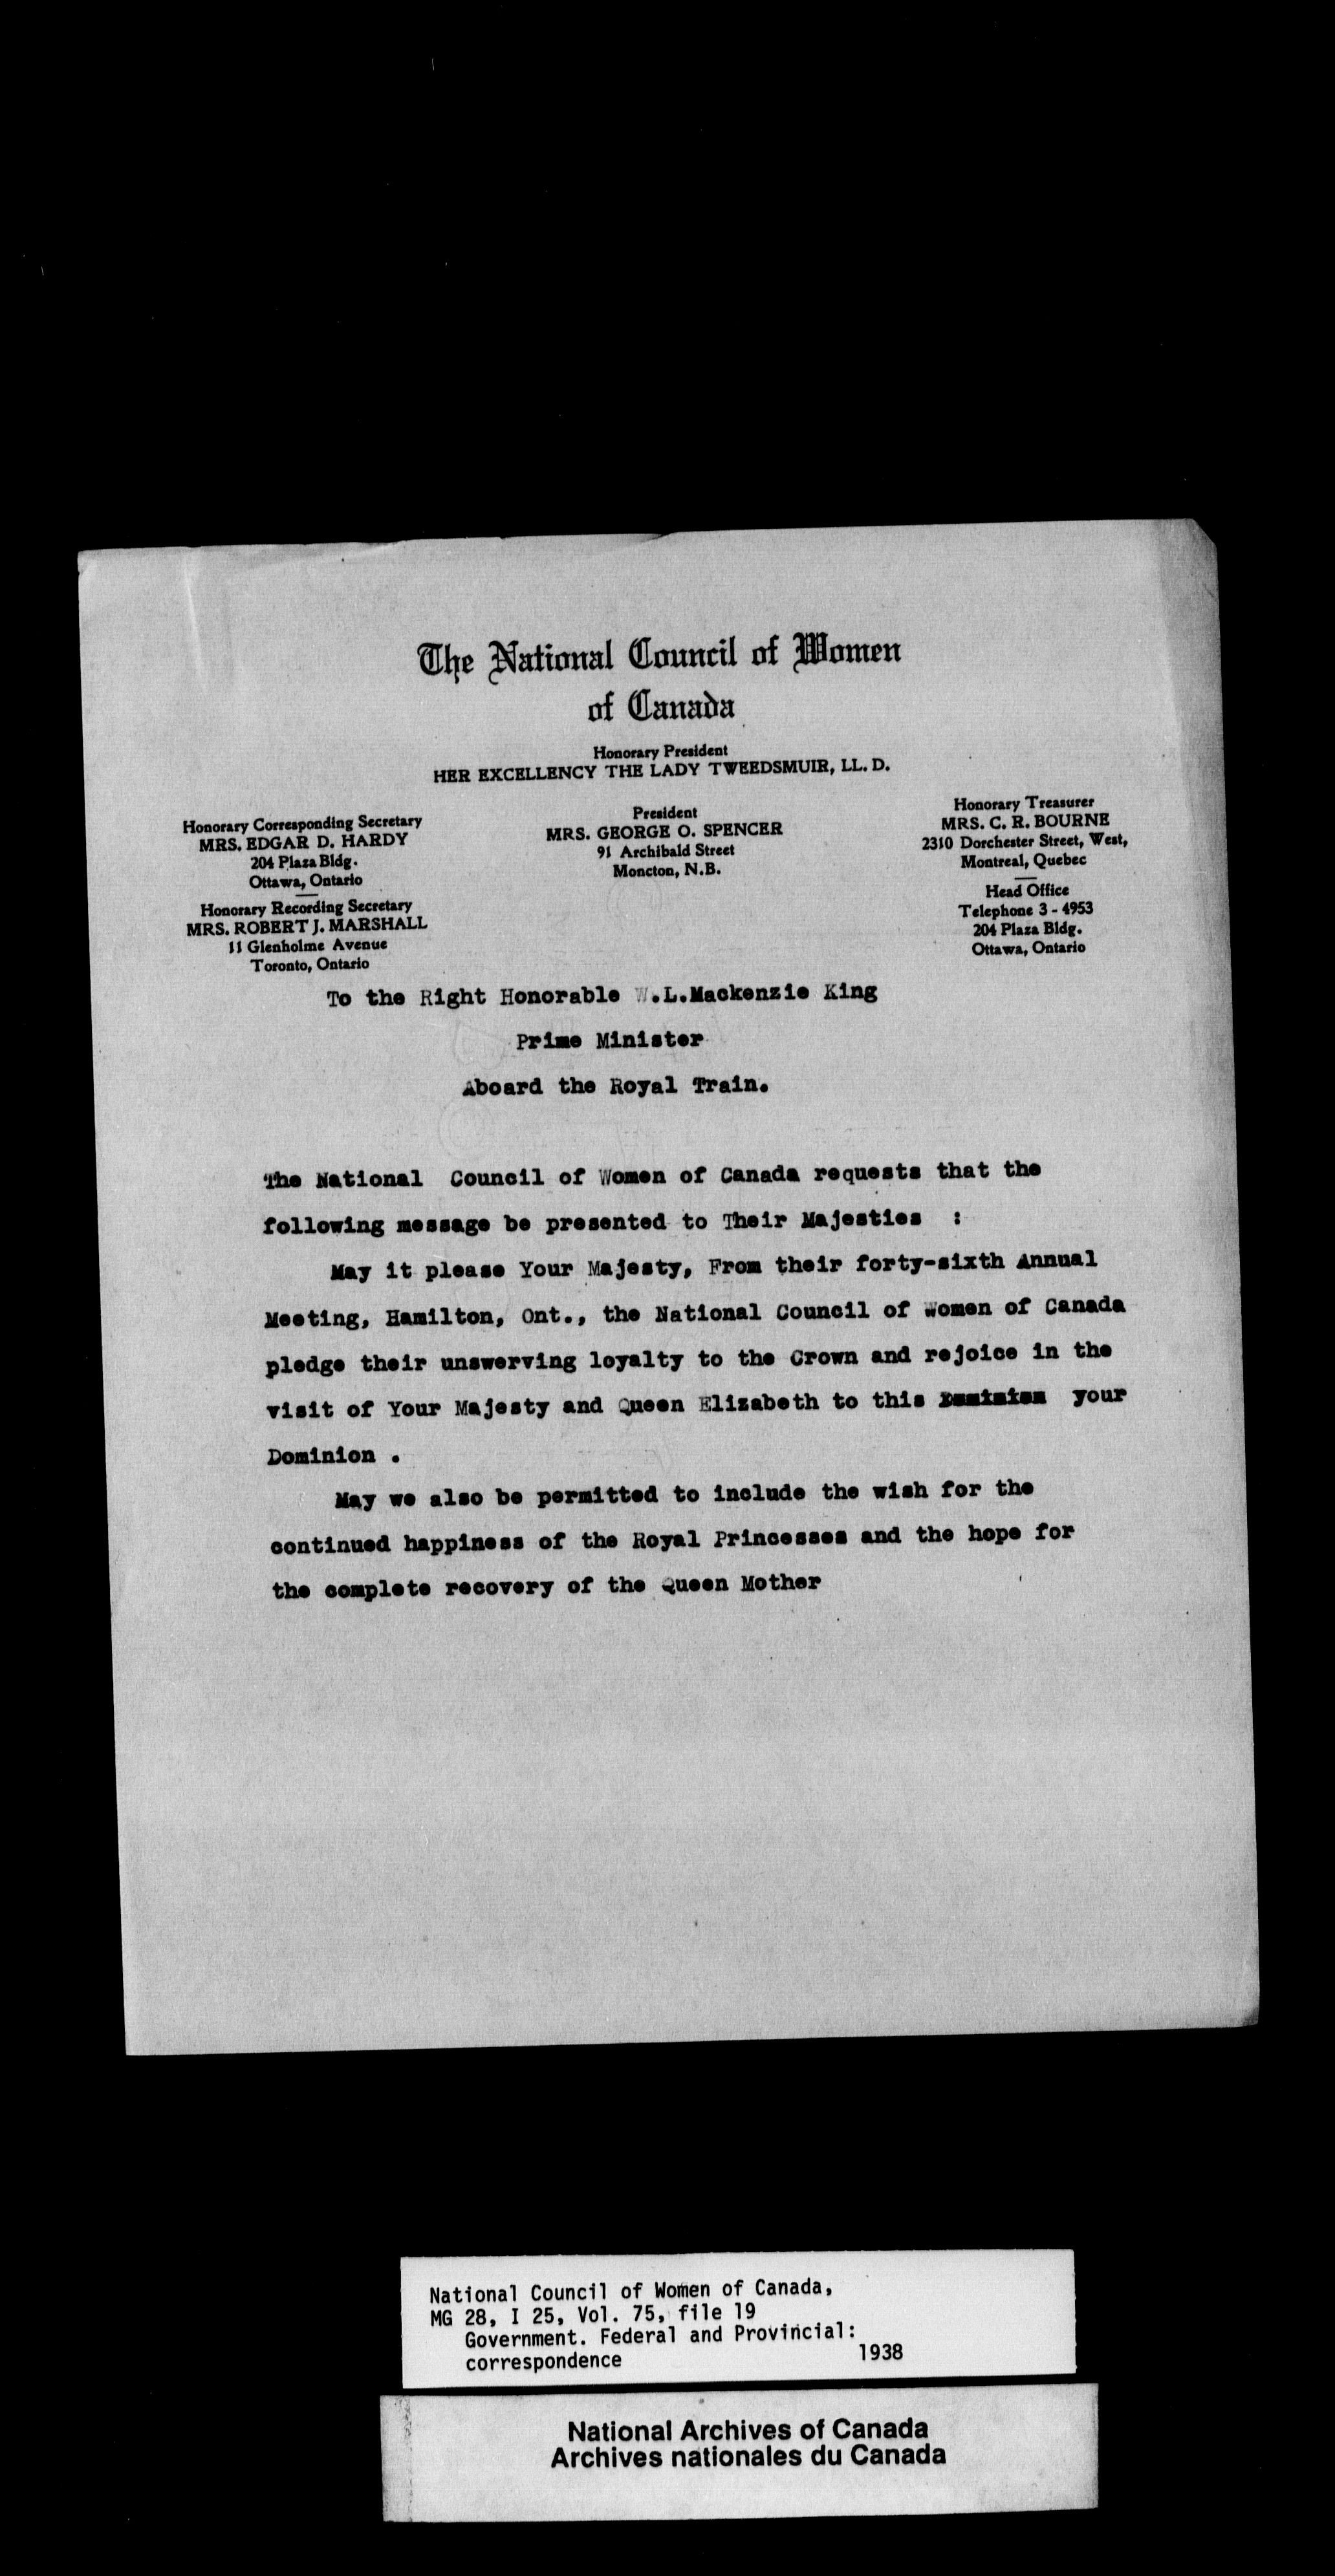 The National Council of Women
of Canada
Honorary President
HER EXCELLENCY THE LADY TWEEDSMUIR, LL. D.
Honorary Corresponding Secretary
MRS. EDGAR D. HARDY
204 Plaza Bldg.
Ottawa, Ontario
Honorary Recording Secretary
MRS. ROBERT J. MARSHALL
11 Glenholme Avenue
Toronto, Ontario
President
MRS. GEORGE O. SPENCER
91 Archibald Street
Moncton, N.B.
Honorary Treasurer
MRS. C. R. BOURNE
2310 Dorchester Street, West,
Montreal, Quebec
Head Office
Telephone 3 - 4953
204 Plaza Bldg.
Ottawa, Ontario
To the Right Honorable W.L.Mackenzie King
Prime Minister
Aboard the Royal Train.
The National Council of Women of Canada requests that the
following message be presented to Their Majesties :
May it please Your Majesty, From their forty-sixth Annual
Meeting, Hamilton, Ont., the National Council of Women of Canada
pledge their unswerving loyalty to the Crown and rejoice in the
visit of Your Majesty and Queen Elizabeth to this your
Dominion .
May we also be permitted to include the wish for the
continued happiness of the Royal Princesses and the hope for
the complete recovery of the Queen Mother
National Council of Women of Canada,
MG 28, I 25, Vol. 75, file 19
Government. Federal and Provincial:
correspondence 1938
National Archives of Canada
Archives nationales du Canada